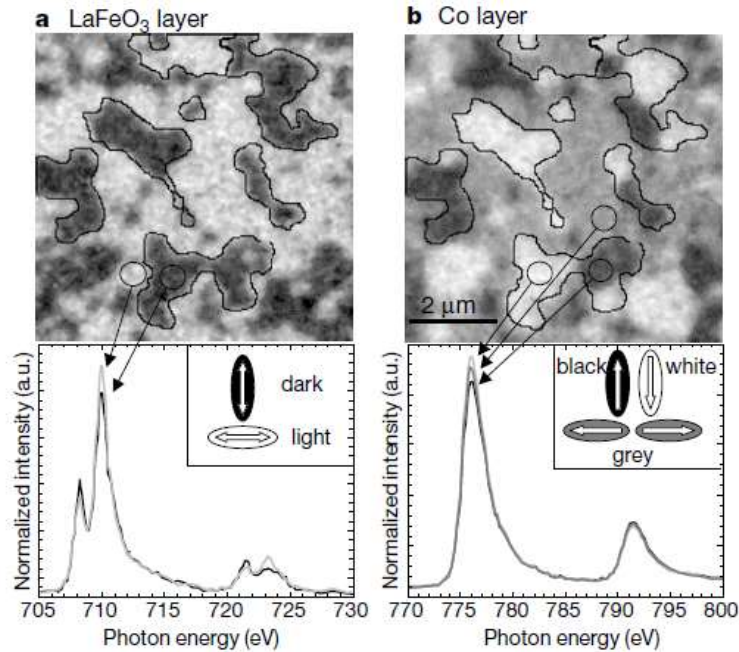 a LaFeO₃ layer
b Co layer
2 μm
Normalized intensity (a.u.)
dark
light
705 710 715 720 725 730
Photon energy (eV)
Normalized intensity (a.u.)
black
white
grey
770 775 780 785 790 795 800
Photon energy (eV)